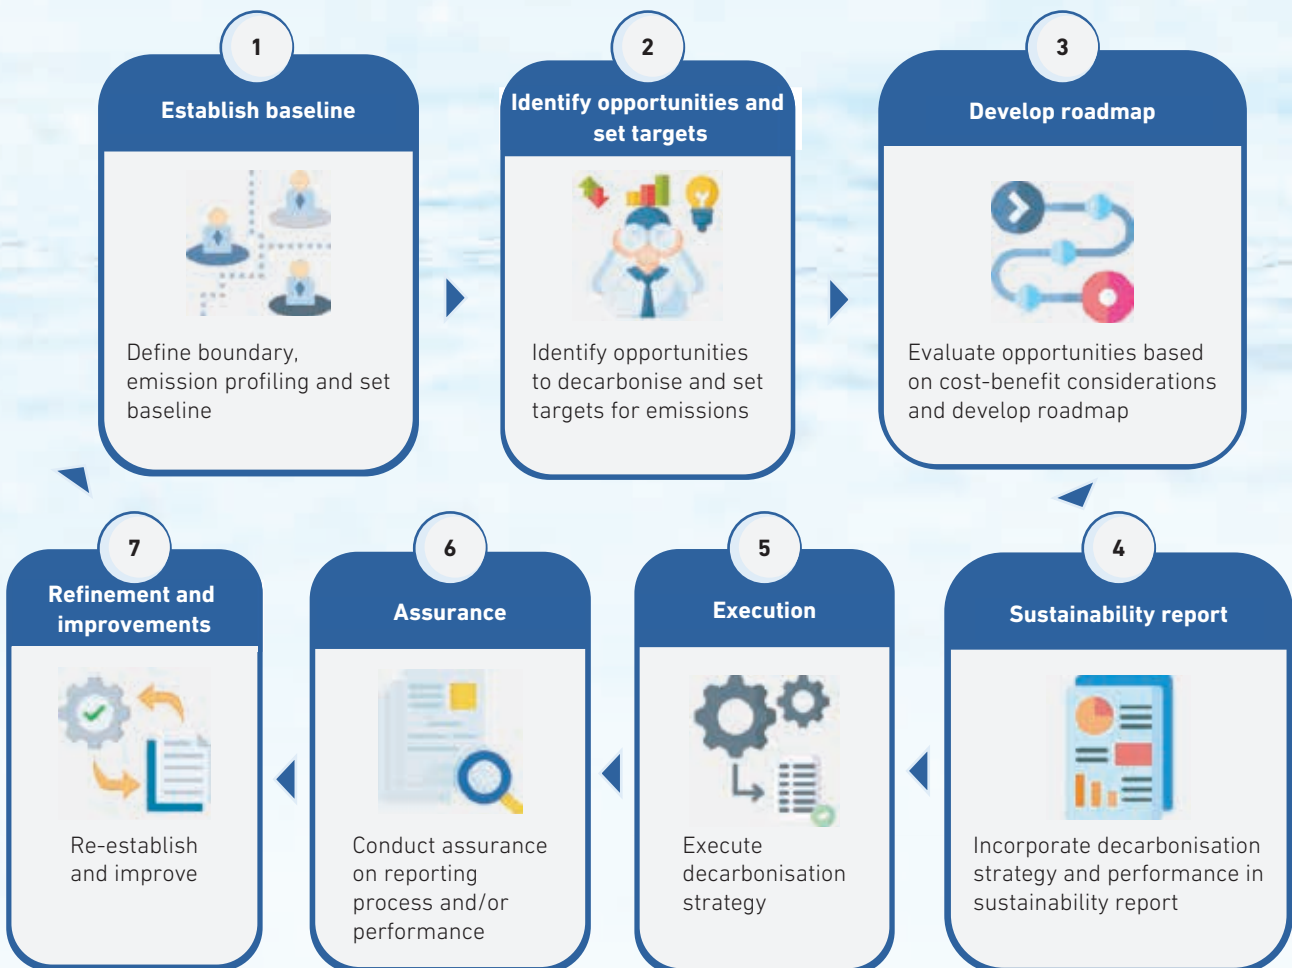 1
Establish baseline
Define boundary,
emission profiling and set
baseline
2
Identify opportunities and
set targets
Identify opportunities
to decarbonise and set
targets for emissions
3
Develop roadmap
Evaluate opportunities based
on cost-benefit considerations
and develop roadmap
4
Sustainability report
Incorporate decarbonisation
strategy and performance in
sustainability report
5
Execution
Execute
decarbonisation
strategy
6
Assurance
Conduct assurance
on reporting
process and/or
performance
7
Refinement and
improvements
Re-establish
and improve